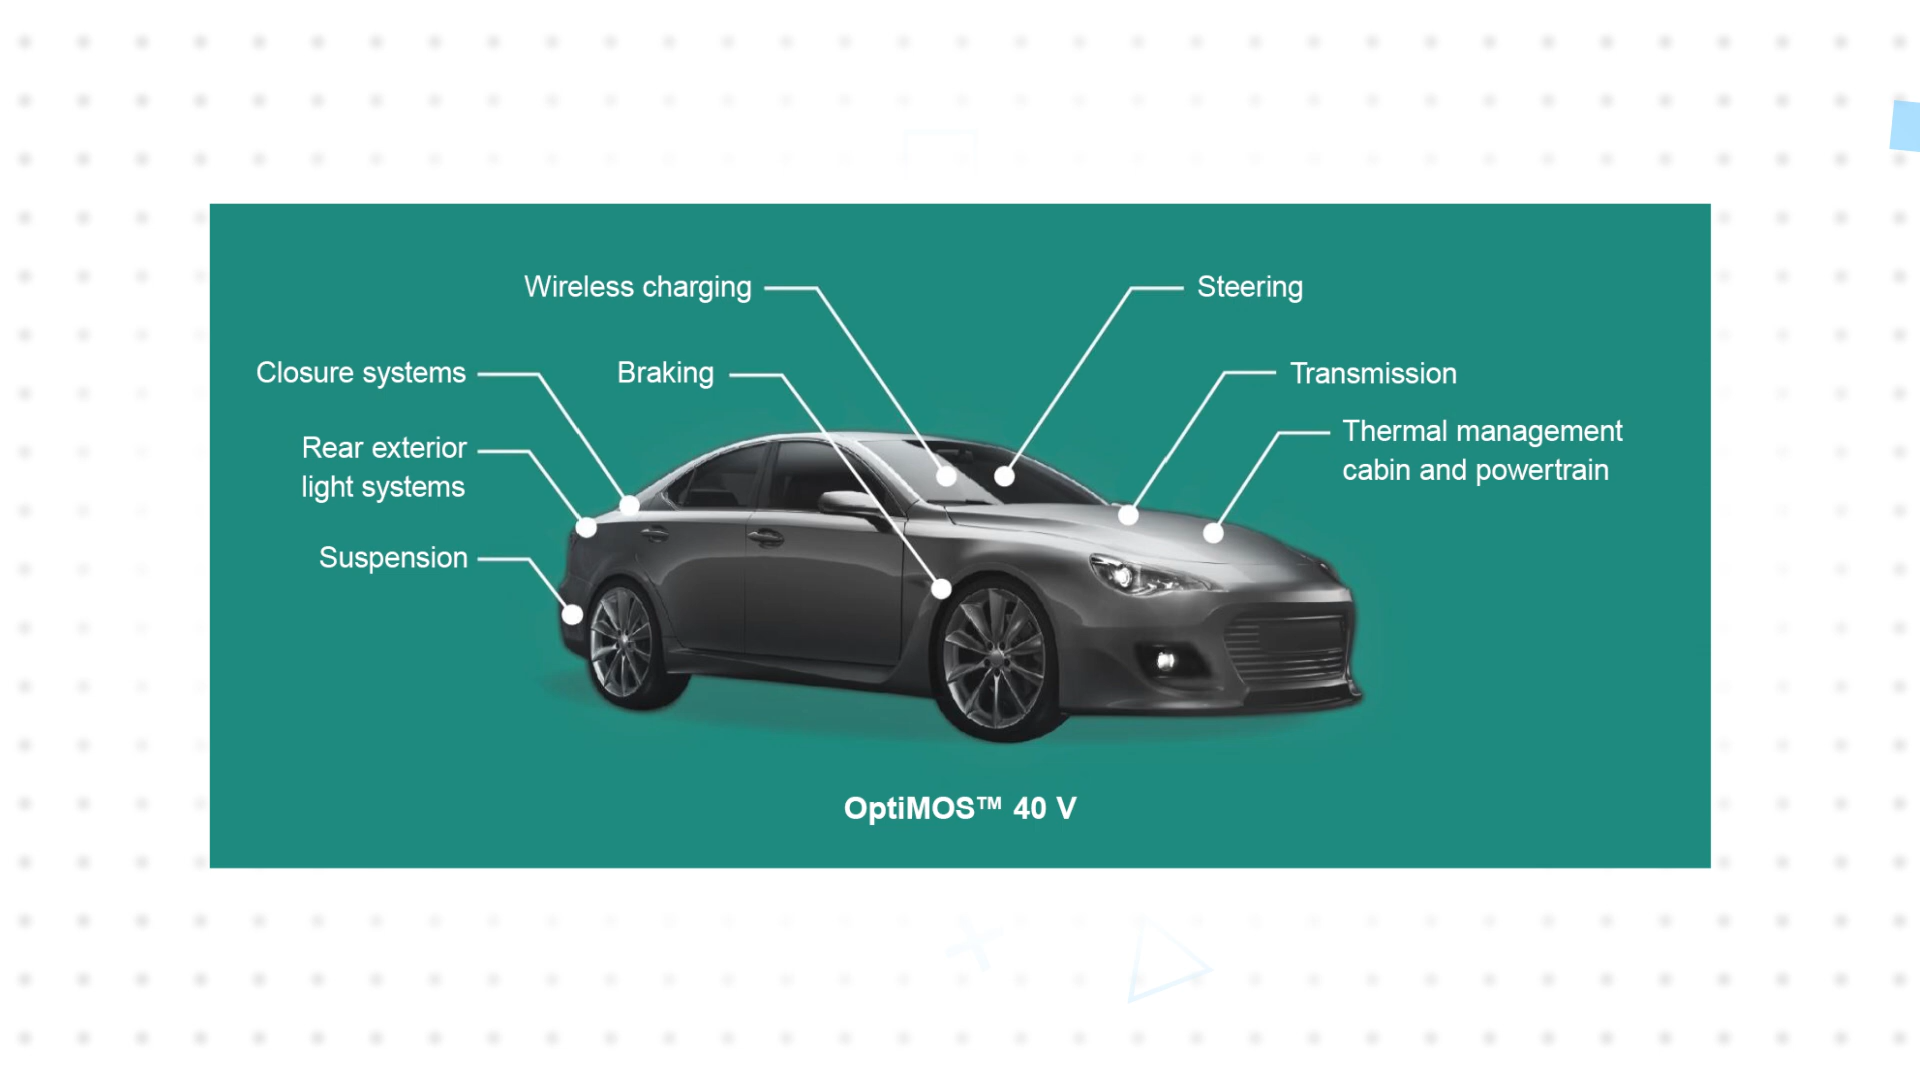 Wireless charging
Steering
Closure systems
Braking
Transmission
Rear exterior
light systems
Thermal management
cabin and powertrain
Suspension
OptiMOS™ 40 V